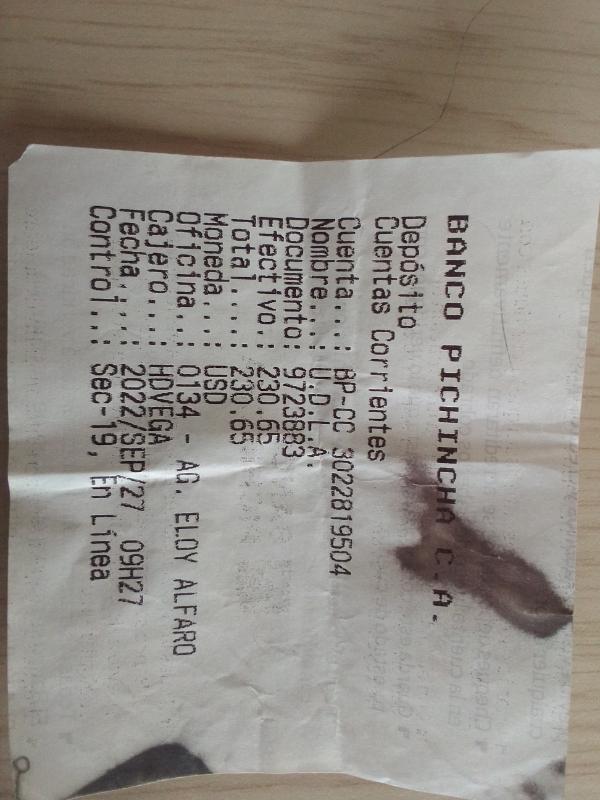 BANCO PICHINCHA C.A.
Depósito
Cuentas Corrientes
Cuenta...: BP-CC 3022819504
Nombre...: U.D.L.A.
Documento: 9723883
Efectivo.: 230.65
Total....: 230.65
Moneda...: USD
Oficina..: 0134 - AG. ELOY ALFARO
Cajero...: HDVEGA
Fecha....: 2022/SEP/27 09H27
Control..: Sec-19, En Línea